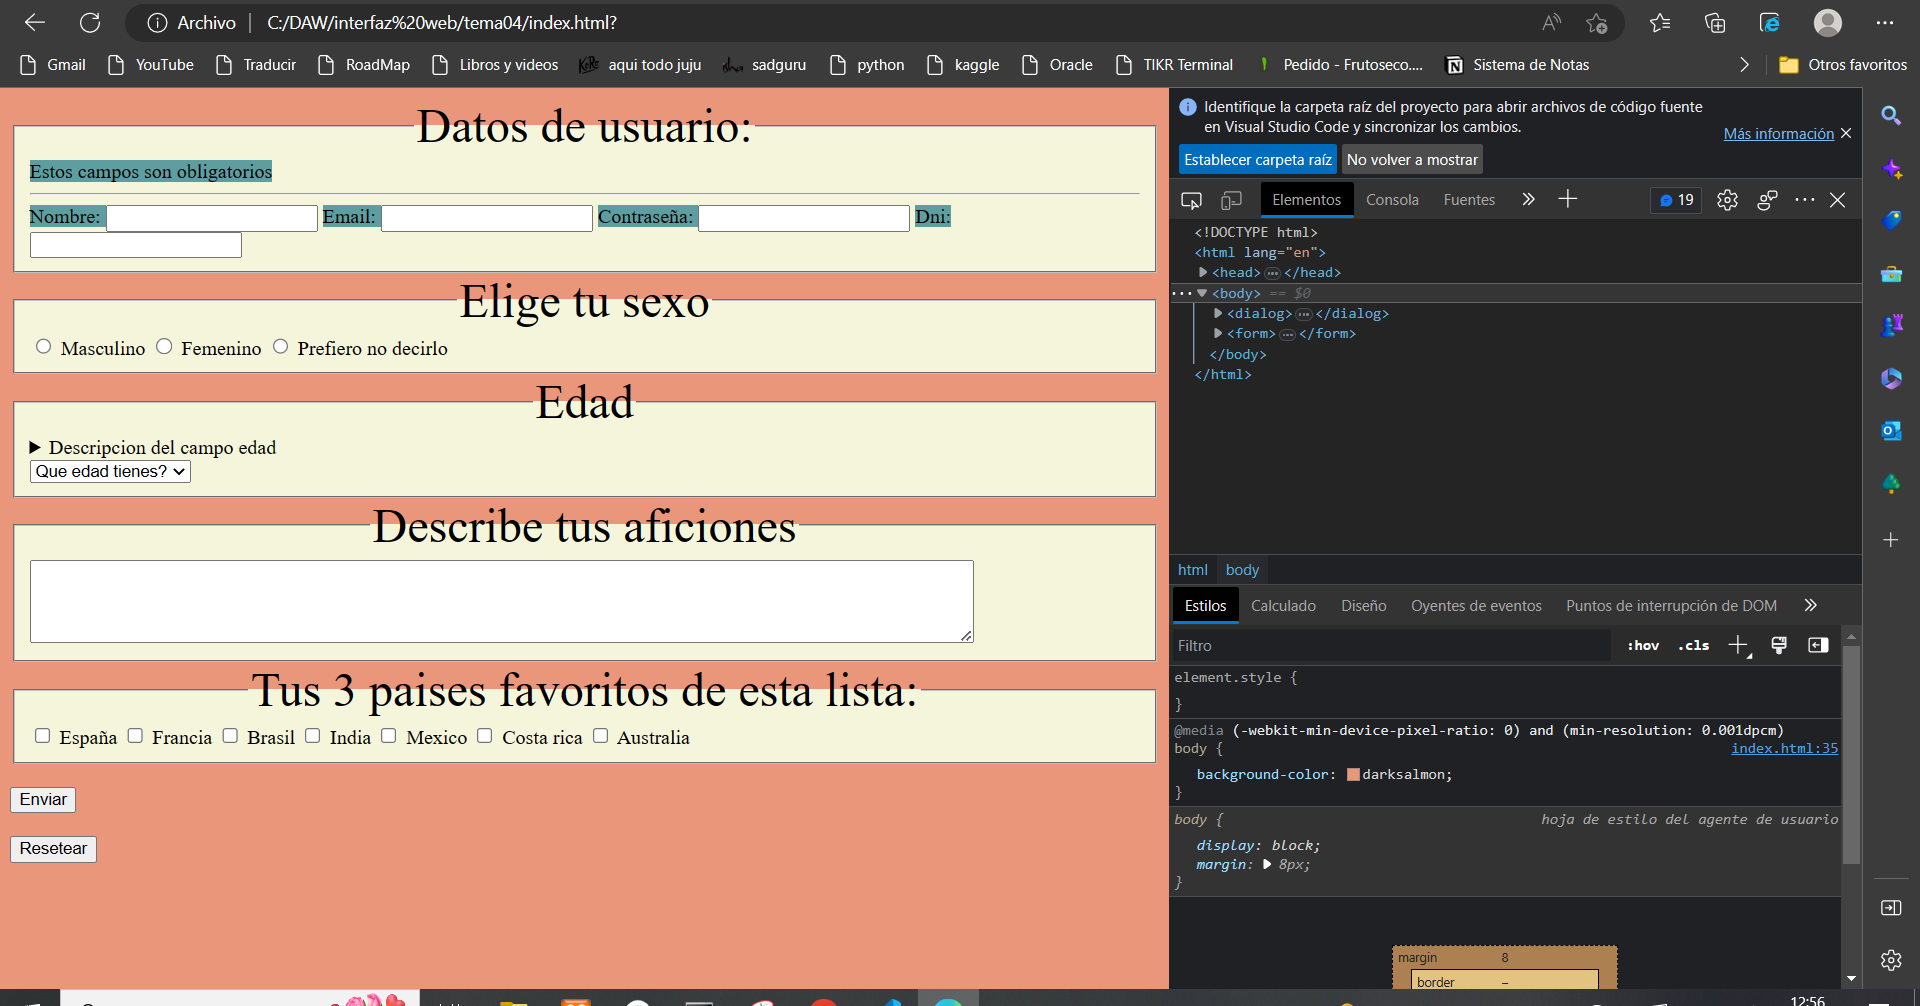 Archivo | C:/DAW/interfaz%20web/tema04/index.html?
Gmail YouTube Traducir RoadMap Libros y videos aqui todo juju sadguru python kaggle Oracle TIKR Terminal Pedido - Frutoseco.... Sistema de Notas Otros favoritos
Datos de usuario:
Estos campos son obligatorios
Nombre: Email: Contraseña: Dni:
Elige tu sexo
Masculino Femenino Prefiero no decirlo
Edad
Descripcion del campo edad
Que edad tienes?
Describe tus aficiones
Tus 3 paises favoritos de esta lista:
España Francia Brasil India Mexico Costa rica Australia
Enviar
Resetear
Identifique la carpeta raíz del proyecto para abrir archivos de código fuente
en Visual Studio Code y sincronizar los cambios.
Más información
Establecer carpeta raíz No volver a mostrar
Elementos Consola Fuentes 19
<!DOCTYPE html>
<html lang="en">
<head>…</head>
<body> == $0
<dialog>…</dialog>
<form>…</form>
</body>
</html>
html body
Estilos Calculado Diseño Oyentes de eventos Puntos de interrupción de DOM
Filtro :hov .cls
element.style {
}
@media (-webkit-min-device-pixel-ratio: 0) and (min-resolution: 0.001dpcm)
body { index.html:35
background-color: darksalmon;
}
body { hoja de estilo del agente de usuario
display: block;
margin: 8px;
}
margin 8
border –
12:56